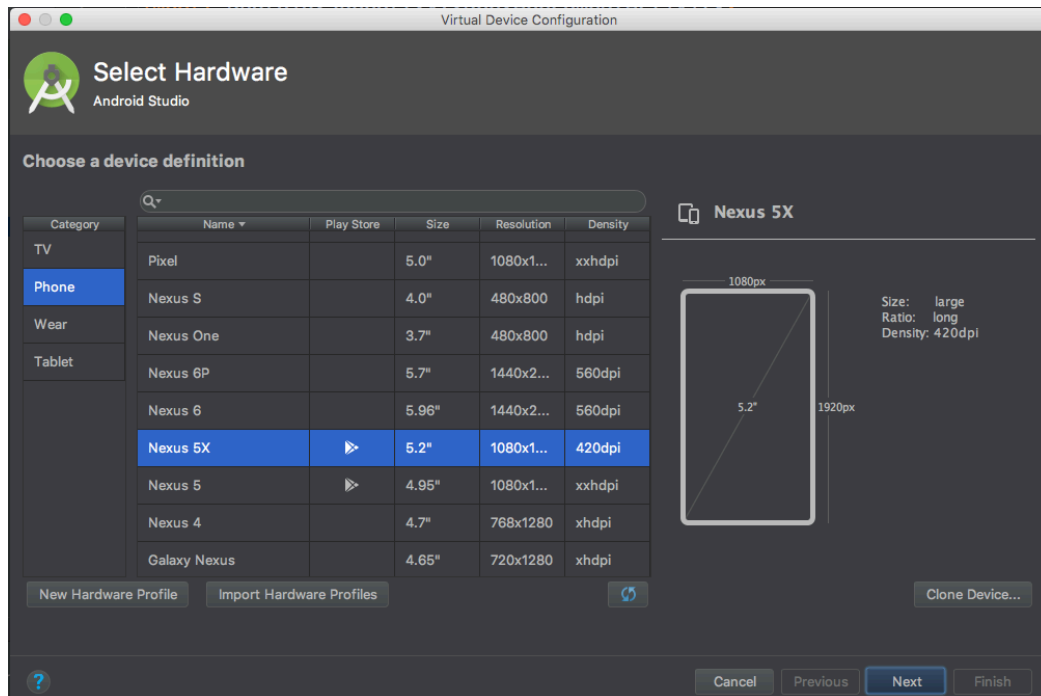 Virtual Device Configuration
Select Hardware
Android Studio
Choose a device definition
Category
TV
Phone
Wear
Tablet
Name Play Store Size Resolution Density
Pixel 5.0" 1080x1... xxhdpi
Nexus S 4.0" 480x800 hdpi
Nexus One 3.7" 480x800 hdpi
Nexus 6P 5.7" 1440x2... 560dpi
Nexus 6 5.96" 1440x2... 560dpi
Nexus 5X 5.2" 1080x1... 420dpi
Nexus 5 4.95" 1080x1... xxhdpi
Nexus 4 4.7" 768x1280 xhdpi
Galaxy Nexus 4.65" 720x1280 xhdpi
Nexus 5X
1080px
5.2"
1920px
Size: large
Ratio: long
Density: 420dpi
New Hardware Profile Import Hardware Profiles Clone Device...
? Cancel Previous Next Finish